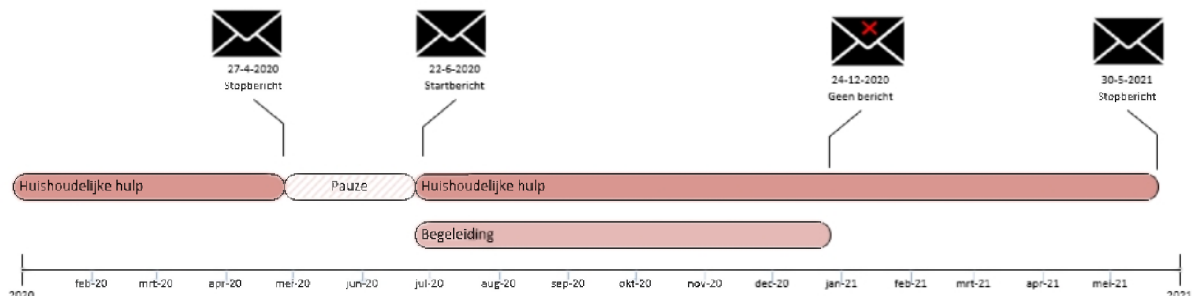 27-4-2020
Stopbericht
22-6-2020
Startbericht
24-12-2020
Geen bericht
30-5-2021
Stopbericht
Huishoudelijke hulp
Pauze
Huishoudelijke hulp
Begeleiding
feb-20 mrt-20 apr-20 mei-20 jun-20 jul-20 aug-20 sep-20 okt-20 nov-20 dec-20 jan-21 feb-21 mrt-21 apr-21 mei-21
2020 2021